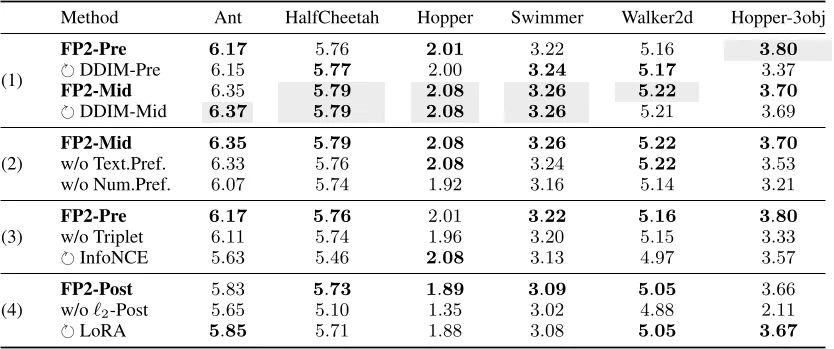 Method Ant HalfCheetah Hopper Swimmer Walker2d Hopper-3obj
FP2-Pre 6.17 5.76 2.01 3.22 5.16 3.80
↻ DDIM-Pre 6.15 5.77 2.00 3.24 5.17 3.37
(1)
FP2-Mid 6.35 5.79 2.08 3.26 5.22 3.70
↻ DDIM-Mid 6.37 5.79 2.08 3.26 5.21 3.69
FP2-Mid 6.35 5.79 2.08 3.26 5.22 3.70
(2) w/o Text.Pref. 6.33 5.76 2.08 3.24 5.22 3.53
w/o Num.Pref. 6.07 5.74 1.92 3.16 5.14 3.21
FP2-Pre 6.17 5.76 2.01 3.22 5.16 3.80
(3) w/o Triplet 6.11 5.74 1.96 3.20 5.15 3.33
↻ InfoNCE 5.63 5.46 2.08 3.13 4.97 3.57
FP2-Post 5.83 5.73 1.89 3.09 5.05 3.66
(4) w/o ℓ₂-Post 5.65 5.10 1.35 3.02 4.88 2.11
↻ LoRA 5.85 5.71 1.88 3.08 5.05 3.67